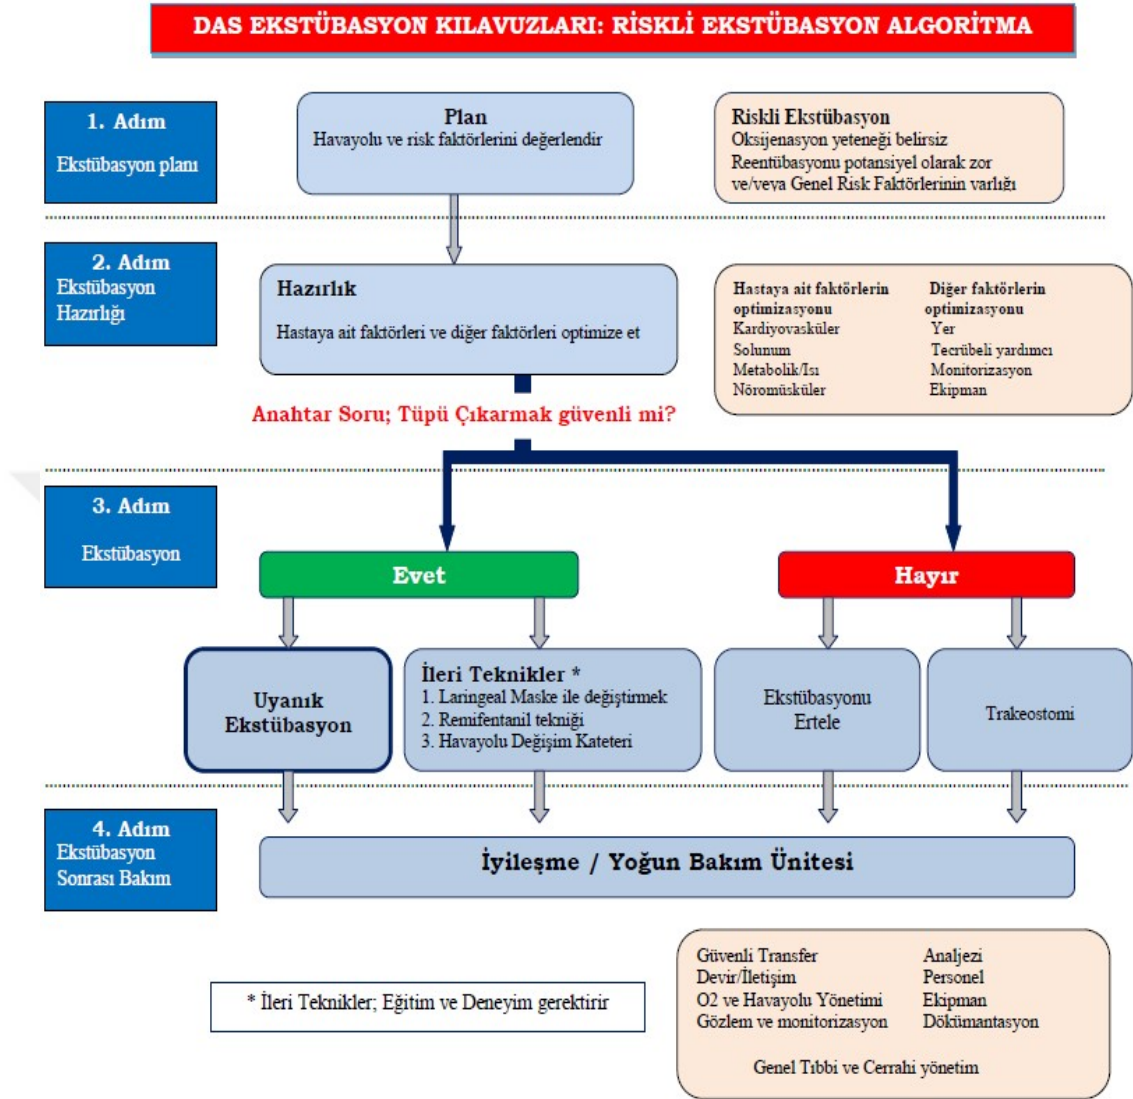 DAS EKSTÜBASYON KILAVUZLARI: RİSKLİ EKSTÜBASYON ALGORİTMA
1. Adım
Ekstübasyon planı
Plan
Havayolu ve risk faktörlerini değerlendir
Riskli Ekstübasyon
Oksijenasyon yeteneği belirsiz
Reentübasyonu potansiyel olarak zor
ve/veya Genel Risk Faktörlerinin varlığı
2. Adım
Ekstübasyon
Hazırlığı
Hazırlık
Hastaya ait faktörleri ve diğer faktörleri optimize et
Hastaya ait faktörlerin
optimizasyonu
Kardiyovasküler
Solunum
Metabolik/Isı
Nöromüsküler
Diğer faktörlerin
optimizasyonu
Yer
Tecrübeli yardımcı
Monitorizasyon
Ekipman
Anahtar Soru; Tüpü Çıkarmak güvenli mi?
3. Adım
Ekstübasyon
Evet
Hayır
Uyanık
Ekstübasyon
İleri Teknikler *
1. Laringeal Maske ile değiştirmek
2. Remifentanil tekniği
3. Havayolu Değişim Kateteri
Ekstübasyonu
Ertele
Trakeostomi
4. Adım
Ekstübasyon
Sonrası Bakım
İyileşme / Yoğun Bakım Ünitesi
* İleri Teknikler; Eğitim ve Deneyim gerektirir
Güvenli Transfer
Devir/İletişim
O2 ve Havayolu Yönetimi
Gözlem ve monitorizasyon
Analjezi
Personel
Ekipman
Dökümantasyon
Genel Tıbbi ve Cerrahi yönetim